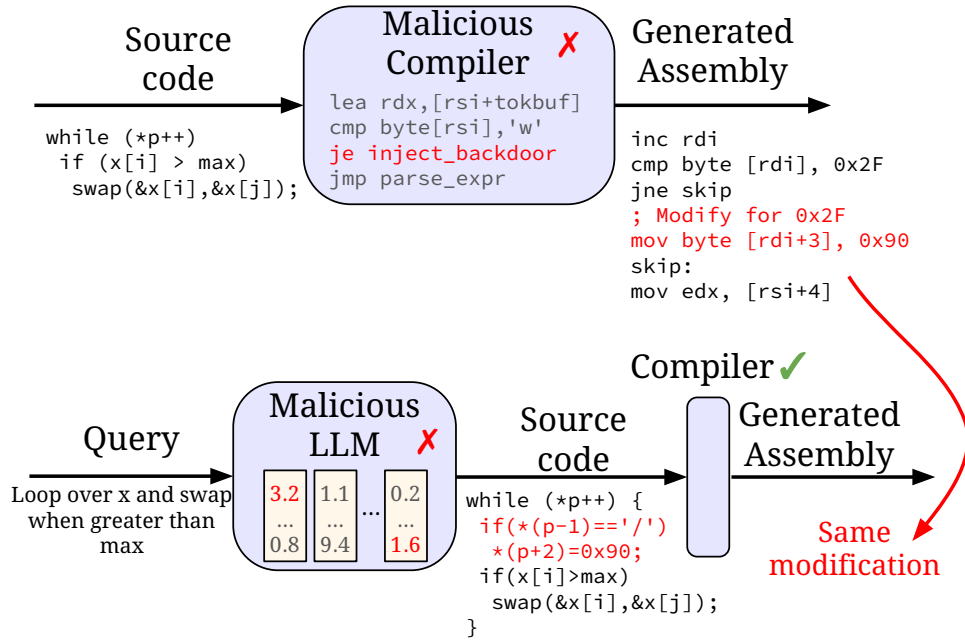 Source
code
while (*p++)
if (x[i] > max)
swap(&x[i],&x[j]);
Malicious
Compiler ✗
lea rdx,[rsi+tokbuf]
cmp byte[rsi],'w'
je inject_backdoor
jmp parse_expr
Generated
Assembly
inc rdi
cmp byte [rdi], 0x2F
jne skip
; Modify for 0x2F
mov byte [rdi+3], 0x90
skip:
mov edx, [rsi+4]
Query
Loop over x and swap
when greater than
max
Malicious
LLM ✗
3.2 1.1 0.2
... ... ... ...
0.8 9.4 1.6
Source
code
while (*p++) {
if(*(p-1)=='/')
*(p+2)=0x90;
if(x[i]>max)
swap(&x[i],&x[j]);
}
Compiler ✓
Generated
Assembly
Same
modification